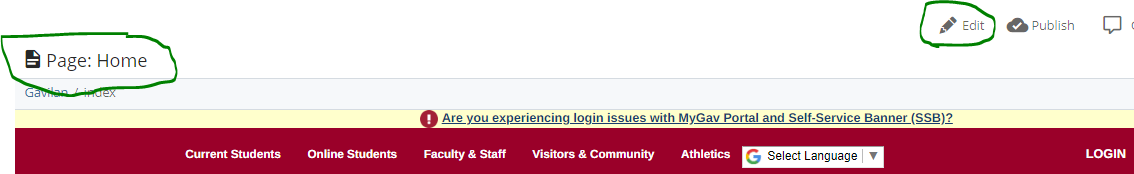 Edit Publish
Page: Home
Gavilan / index
Are you experiencing login issues with MyGav Portal and Self-Service Banner (SSB)?
Current Students Online Students Faculty & Staff Visitors & Community Athletics Select Language LOGIN